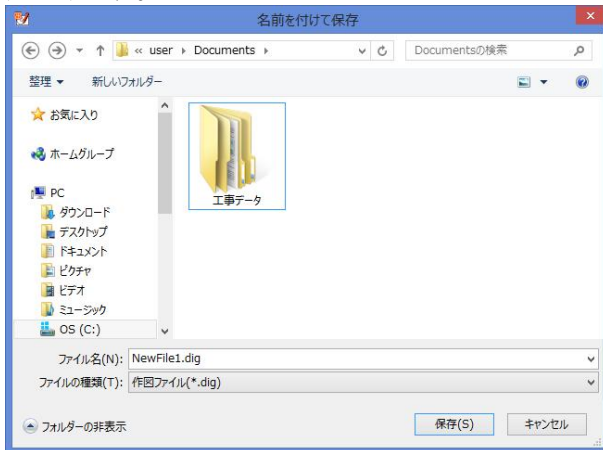 名前を付けて保存
« user ▸ Documents ▸
Documentsの検索
整理 ▼ 新しいフォルダー
お気に入り
ホームグループ
PC
ダウンロード
デスクトップ
ドキュメント
ピクチャ
ビデオ
ミュージック
OS (C:)
工事データ
ファイル名(N): NewFile1.dig
ファイルの種類(T): 作図ファイル(*.dig)
フォルダーの非表示
保存(S) キャンセル